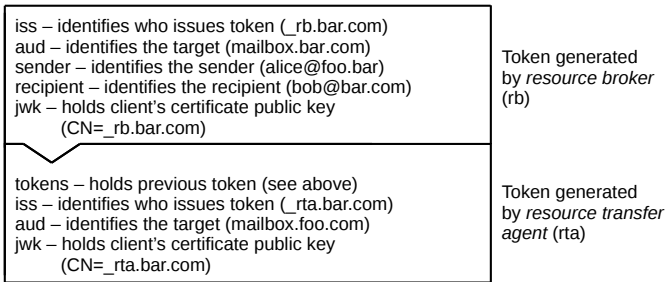 iss – identifies who issues token (_rb.bar.com)
aud – identifies the target (mailbox.bar.com)
sender – identifies the sender (alice@foo.bar)
recipient – identifies the recipient (bob@bar.com)
jwk – holds client's certificate public key
(CN=_rb.bar.com)
Token generated
by resource broker
(rb)
tokens – holds previous token (see above)
iss – identifies who issues token (_rta.bar.com)
aud – identifies the target (mailbox.foo.com)
jwk – holds client's certificate public key
(CN=_rta.bar.com)
Token generated
by resource transfer
agent (rta)